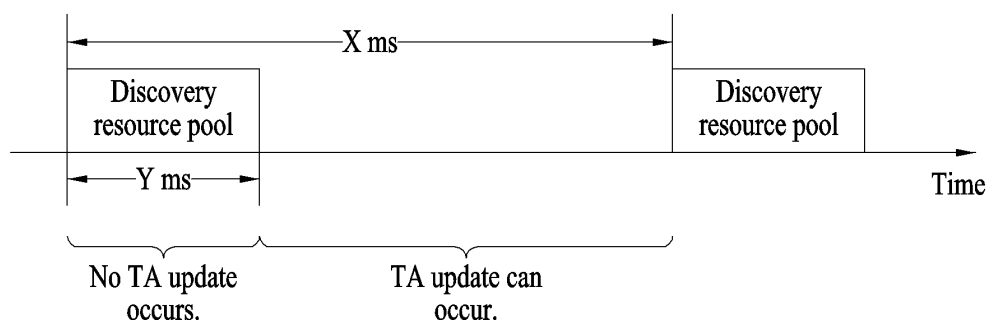 X ms
Discovery
resource pool
Discovery
resource pool
Y ms
Time
No TA update
occurs.
TA update can
occur.